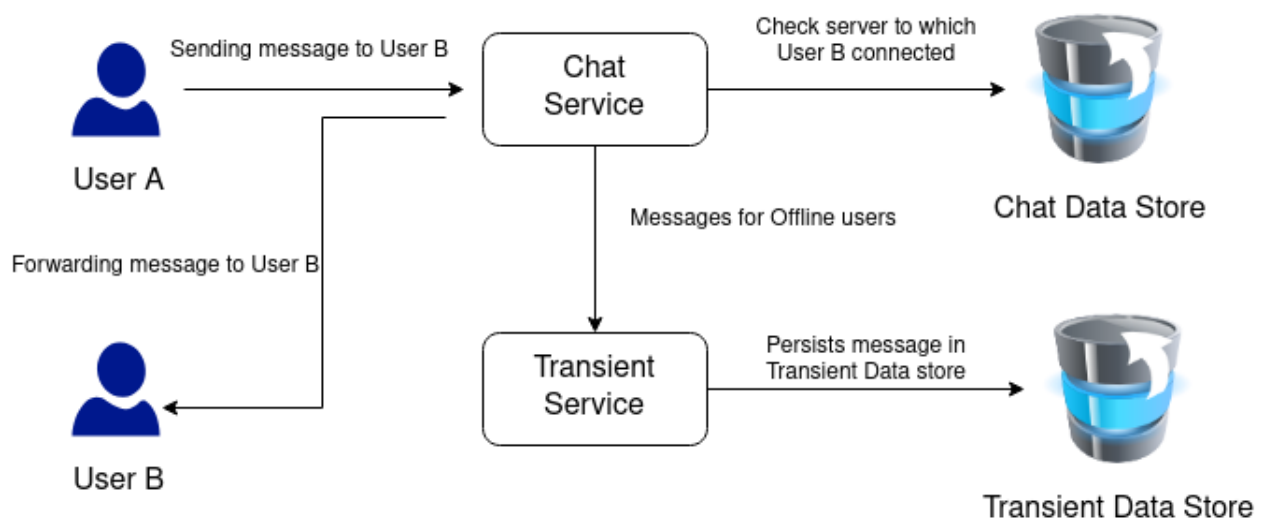 Sending message to User B
Check server to which
User B connected
Chat
Service
User A
Chat Data Store
Messages for Offline users
Forwarding message to User B
Transient
Service
Persists message in
Transient Data store
User B
Transient Data Store